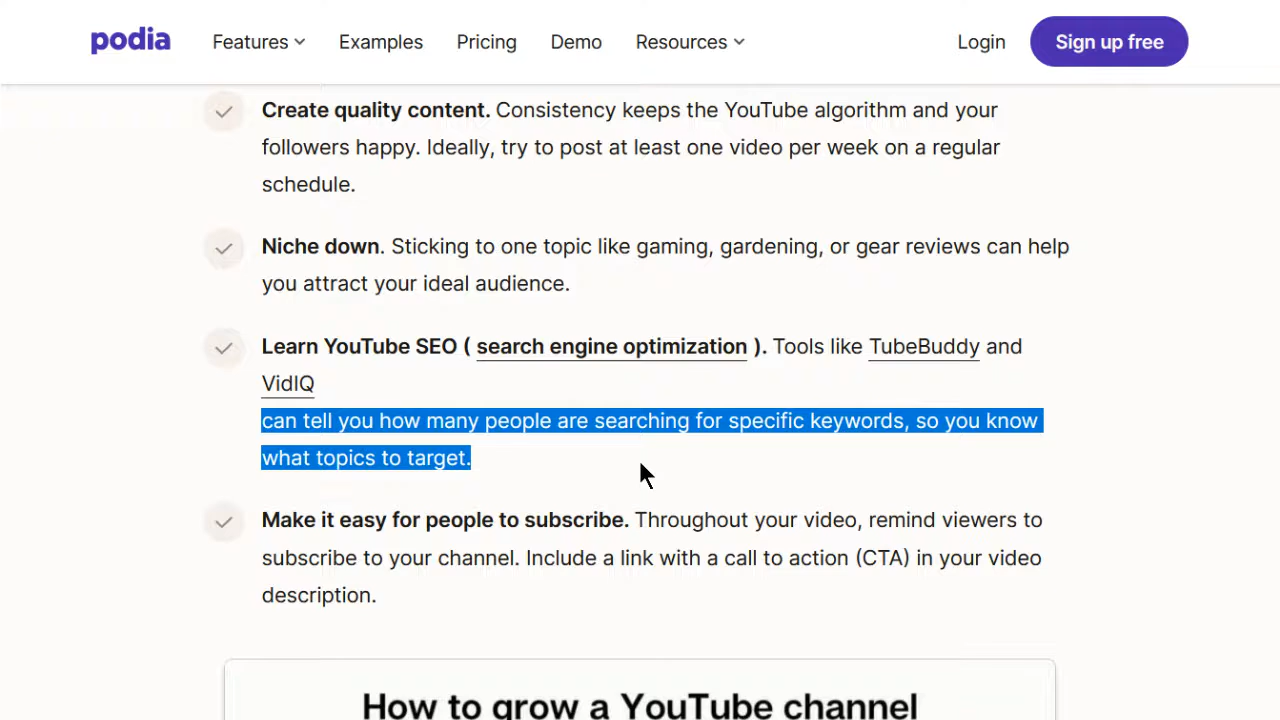 podia
Features
Examples
Pricing
Demo
Resources
Login
Sign up free
Create quality content. Consistency keeps the YouTube algorithm and your
followers happy. Ideally, try to post at least one video per week on a regular
schedule.
Niche down. Sticking to one topic like gaming, gardening, or gear reviews can help
you attract your ideal audience.
Learn YouTube SEO ( search engine optimization ). Tools like TubeBuddy and
VidIQ
can tell you how many people are searching for specific keywords, so you know
what topics to target.
Make it easy for people to subscribe. Throughout your video, remind viewers to
subscribe to your channel. Include a link with a call to action (CTA) in your video
description.
How to grow a YouTube channel